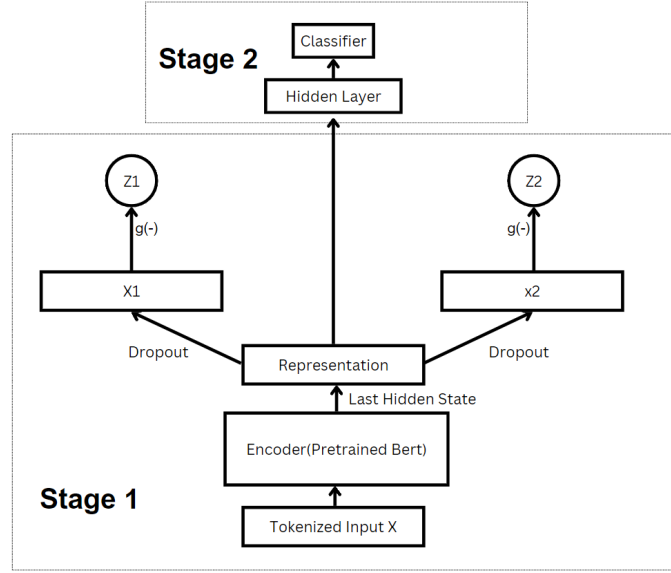 Classifier
Stage 2
Hidden Layer
Z1
Z2
g(-)
g(-)
X1
x2
Dropout
Dropout
Representation
Last Hidden State
Encoder(Pretrained Bert)
Stage 1
Tokenized Input X